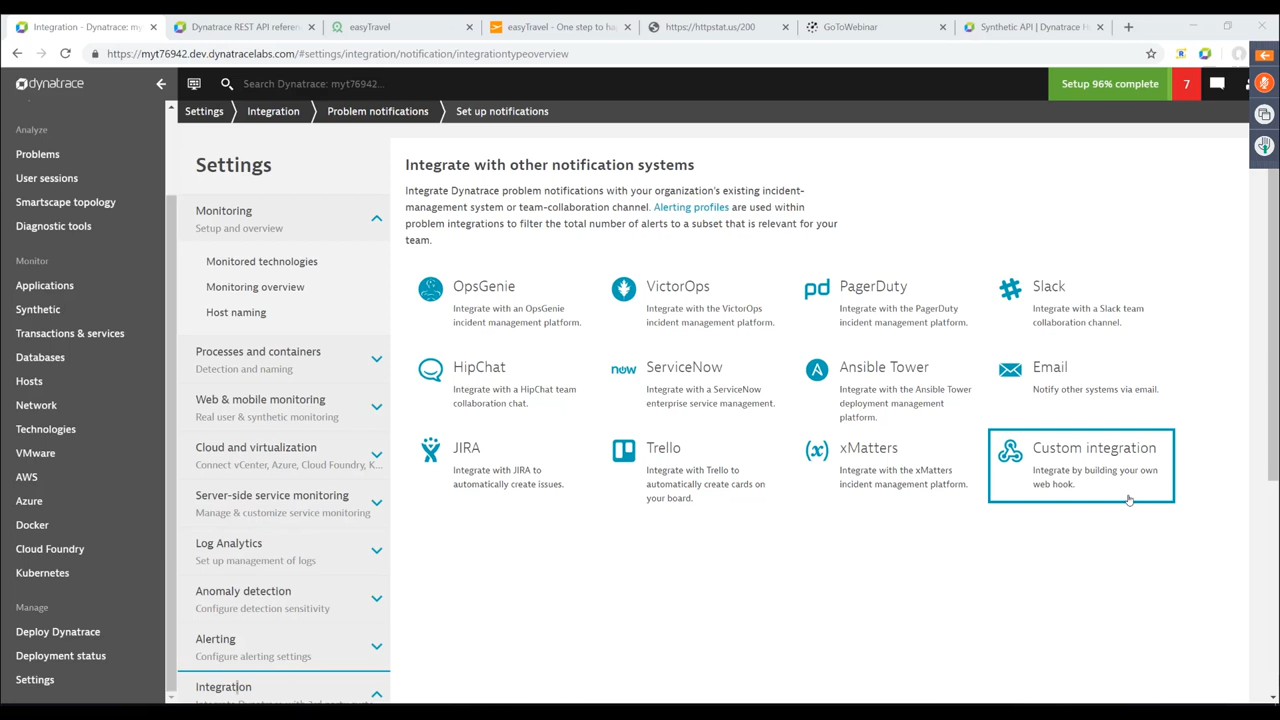 Integration - Dynatrace: myt76
Dynatrace REST API referen
easyTravel
easyTravel - One step to ha
https://httpstat.us/200
GoToWebinar
Synthetic API | Dynatrace H
https://myt76942.dev.dynatracelabs.com/#settings/integration/notification/integrationtypeoverview
dynatrace
Search Dynatrace: myt76942...
Setup 96% complete
7
Settings
Integration
Problem notifications
Set up notifications
Analyze
Problems
User sessions
Smartscape topology
Diagnostic tools
Monitor
Applications
Synthetic
Transactions & services
Databases
Hosts
Network
Technologies
VMware
AWS
Azure
Docker
Cloud Foundry
Kubernetes
Manage
Deploy Dynatrace
Deployment status
Settings
Settings
Monitoring
Setup and overview
Monitored technologies
Monitoring overview
Host naming
Processes and containers
Detection and naming
Web & mobile monitoring
Real user & synthetic monitoring
Cloud and virtualization
Connect vCenter, Azure, Cloud Foundry, K...
Server-side service monitoring
Manage & customize service monitoring
Log Analytics
Set up management of logs
Anomaly detection
Configure detection sensitivity
Alerting
Configure alerting settings
Integration
Integrate with other notification systems
Integrate Dynatrace problem notifications with your organization's existing incident-
management system or team-collaboration channel. Alerting profiles are used within
problem integrations to filter the total number of alerts to a subset that is relevant for your
team.
OpsGenie
Integrate with an OpsGenie
incident management platform.
VictorOps
Integrate with the VictorOps
incident management platform.
pd
PagerDuty
Integrate with the PagerDuty
incident management platform.
Slack
Integrate with a Slack team
collaboration channel.
HipChat
Integrate with a HipChat team
collaboration chat.
now
ServiceNow
Integrate with a ServiceNow
enterprise service management.
A
Ansible Tower
Integrate with the Ansible Tower
deployment management
platform.
Email
Notify other systems via email.
JIRA
Integrate with JIRA to
automatically create issues.
Trello
Integrate with Trello to
automatically create cards on
your board.
(x)
xMatters
Integrate with the xMatters
incident management platform.
Custom integration
Integrate by building your own
web hook.